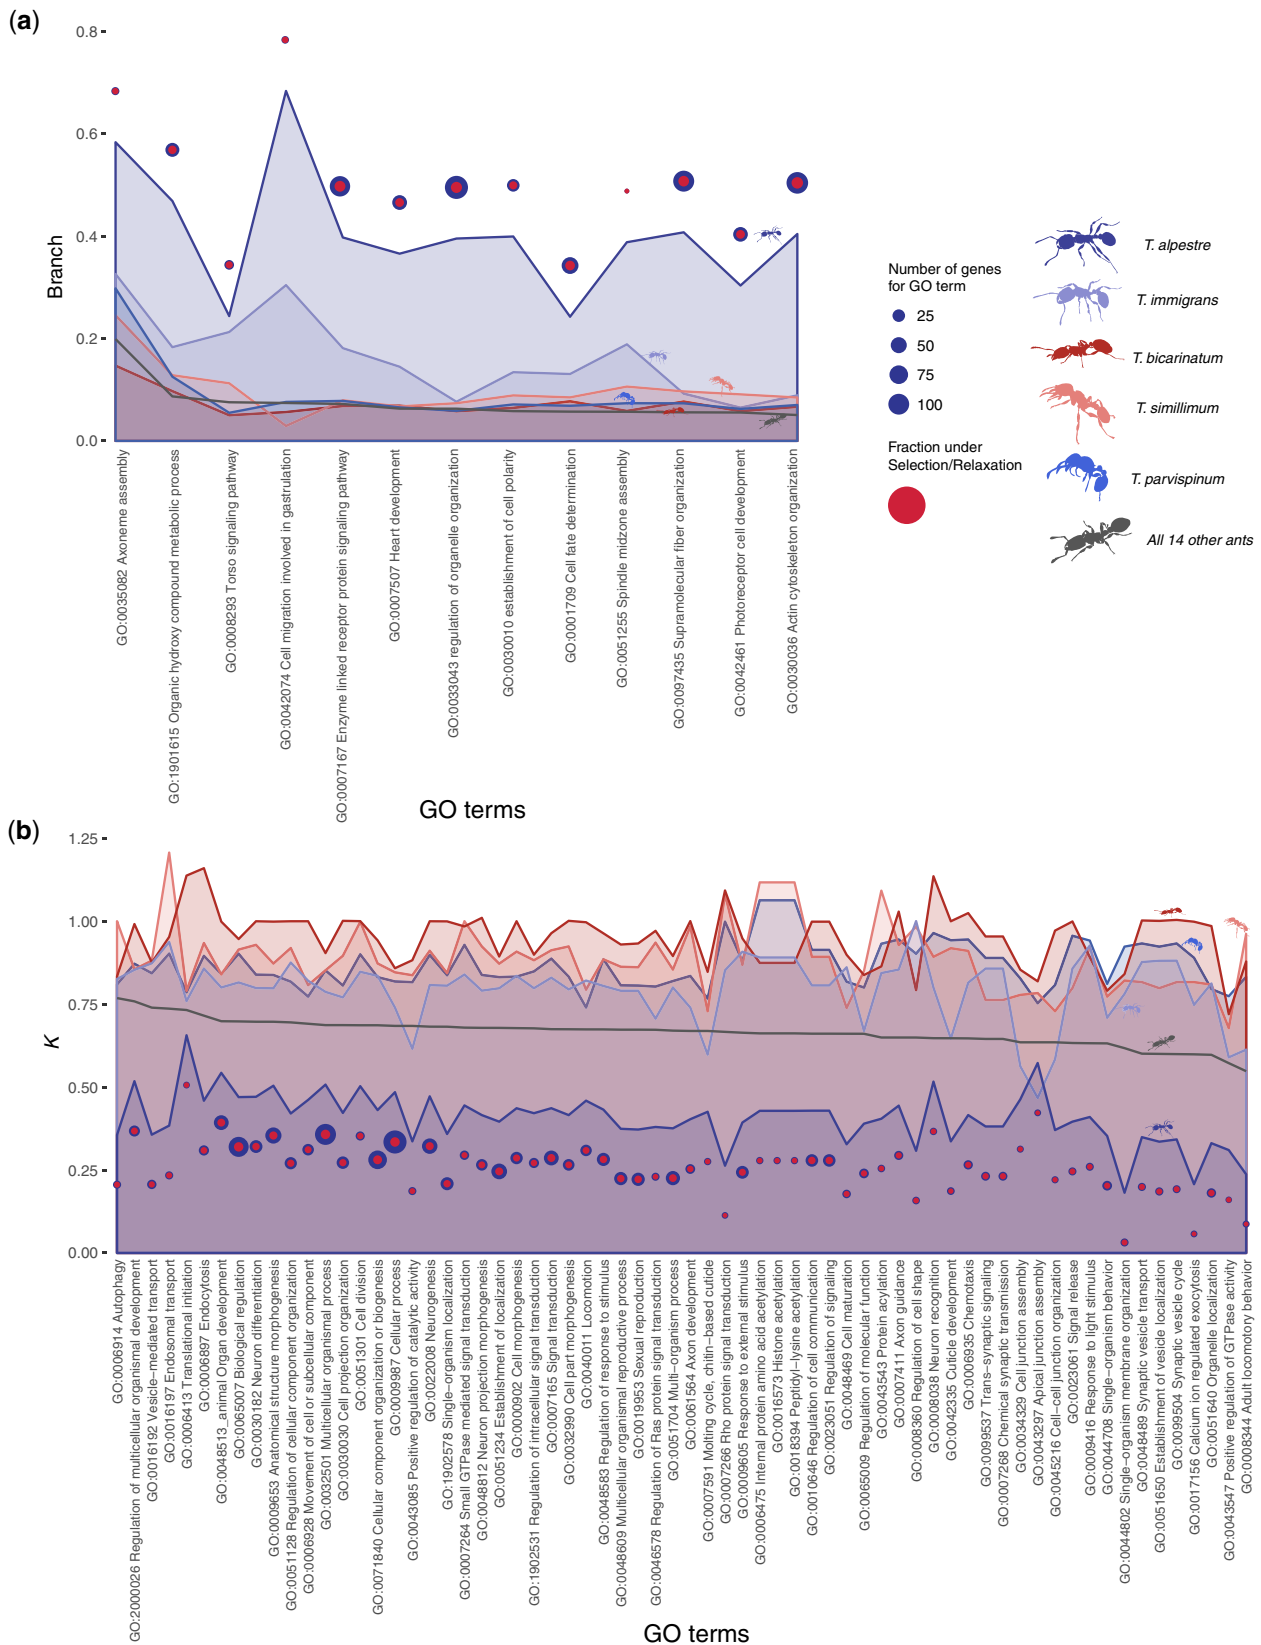 (a)
0.8
0.6
0.4
0.2
0.0
Branch
GO:0035082 Axoneme assembly
GO:1901615 Organic hydroxy compound metabolic process
GO:0008293 Torso signaling pathway
GO:0042074 Cell migration involved in gastrulation
GO:0007167 Enzyme linked receptor protein signaling pathway
GO:0007507 Heart development
GO:0033043 regulation of organelle organization
GO:0030010 establishment of cell polarity
GO:0001709 Cell fate determination
GO:0051255 Spindle midzone assembly
GO:0097435 Supramolecular fiber organization
GO:0042461 Photoreceptor cell development
GO:0030036 Actin cytoskeleton organization
GO terms
Number of genes
for GO term
25
50
75
100
Fraction under
Selection/Relaxation
T. alpestre
T. immigrans
T. bicarinatum
T. simillimum
T. parvispinum
All 14 other ants
(b)
1.25
1.00
0.75
0.50
0.25
0.00
K
GO:0006914 Autophagy
GO:2000026 Regulation of multicellular organismal development
GO:0016192 Vesicle-mediated transport
GO:0016197 Endosomal transport
GO:0006413 Translational initiation
GO:0006897 Endocytosis
GO:0048513_animal Organ development
GO:0065007 Biological regulation
GO:0030182 Neuron differentiation
GO:0009653 Anatomical structure morphogenesis
GO:0051128 Regulation of cellular component organization
GO:0006928 Movement of cell or subcellular component
GO:0032501 Multicellular organismal process
GO:0030030 Cell projection organization
GO:0051301 Cell division
GO:0071840 Cellular component organization or biogenesis
GO:0009987 Cellular process
GO:0043085 Positive regulation of catalytic activity
GO:0022008 Neurogenesis
GO:1902578 Single-organism localization
GO:0007264 Small GTPase mediated signal transduction
GO:0048812 Neuron projection morphogenesis
GO:0051234 Establishment of localization
GO:0000902 Cell morphogenesis
GO:1902531 Regulation of intracellular signal transduction
GO:0007165 Signal transduction
GO:0032990 Cell part morphogenesis
GO:0040011 Locomotion
GO:0048583 Regulation of response to stimulus
GO:0048609 Multicellular organismal reproductive process
GO:0019953 Sexual reproduction
GO:0046578 Regulation of Ras protein signal transduction
GO:0051704 Multi-organism process
GO:0061564 Axon development
GO:0007591 Molting cycle, chitin-based cuticle
GO:0007266 Rho protein signal transduction
GO:0009605 Response to external stimulus
GO:0006475 Internal protein amino acid acetylation
GO:0016573 Histone acetylation
GO:0018394 Peptidyl-lysine acetylation
GO:0010646 Regulation of cell communication
GO:0023051 Regulation of signaling
GO:0048469 Cell maturation
GO:0065009 Regulation of molecular function
GO:0043543 Protein acylation
GO:0007411 Axon guidance
GO:0008360 Regulation of cell shape
GO:0008038 Neuron recognition
GO:0042335 Cuticle development
GO:0006935 Chemotaxis
GO:0099537 Trans-synaptic signaling
GO:0007268 Chemical synaptic transmission
GO:0034329 Cell junction assembly
GO:0043297 Apical junction assembly
GO:0045216 Cell-cell junction organization
GO:0023061 Signal release
GO:0009416 Response to light stimulus
GO:0044708 Single-organism behavior
GO:0044802 Single-organism membrane organization
GO:0048489 Synaptic vesicle transport
GO:0051650 Establishment of vesicle localization
GO:0099504 Synaptic vesicle cycle
GO:0017156 Calcium ion regulated exocytosis
GO:0051640 Organelle localization
GO:0043547 Positive regulation of GTPase activity
GO:0008344 Adult locomotory behavior
GO terms